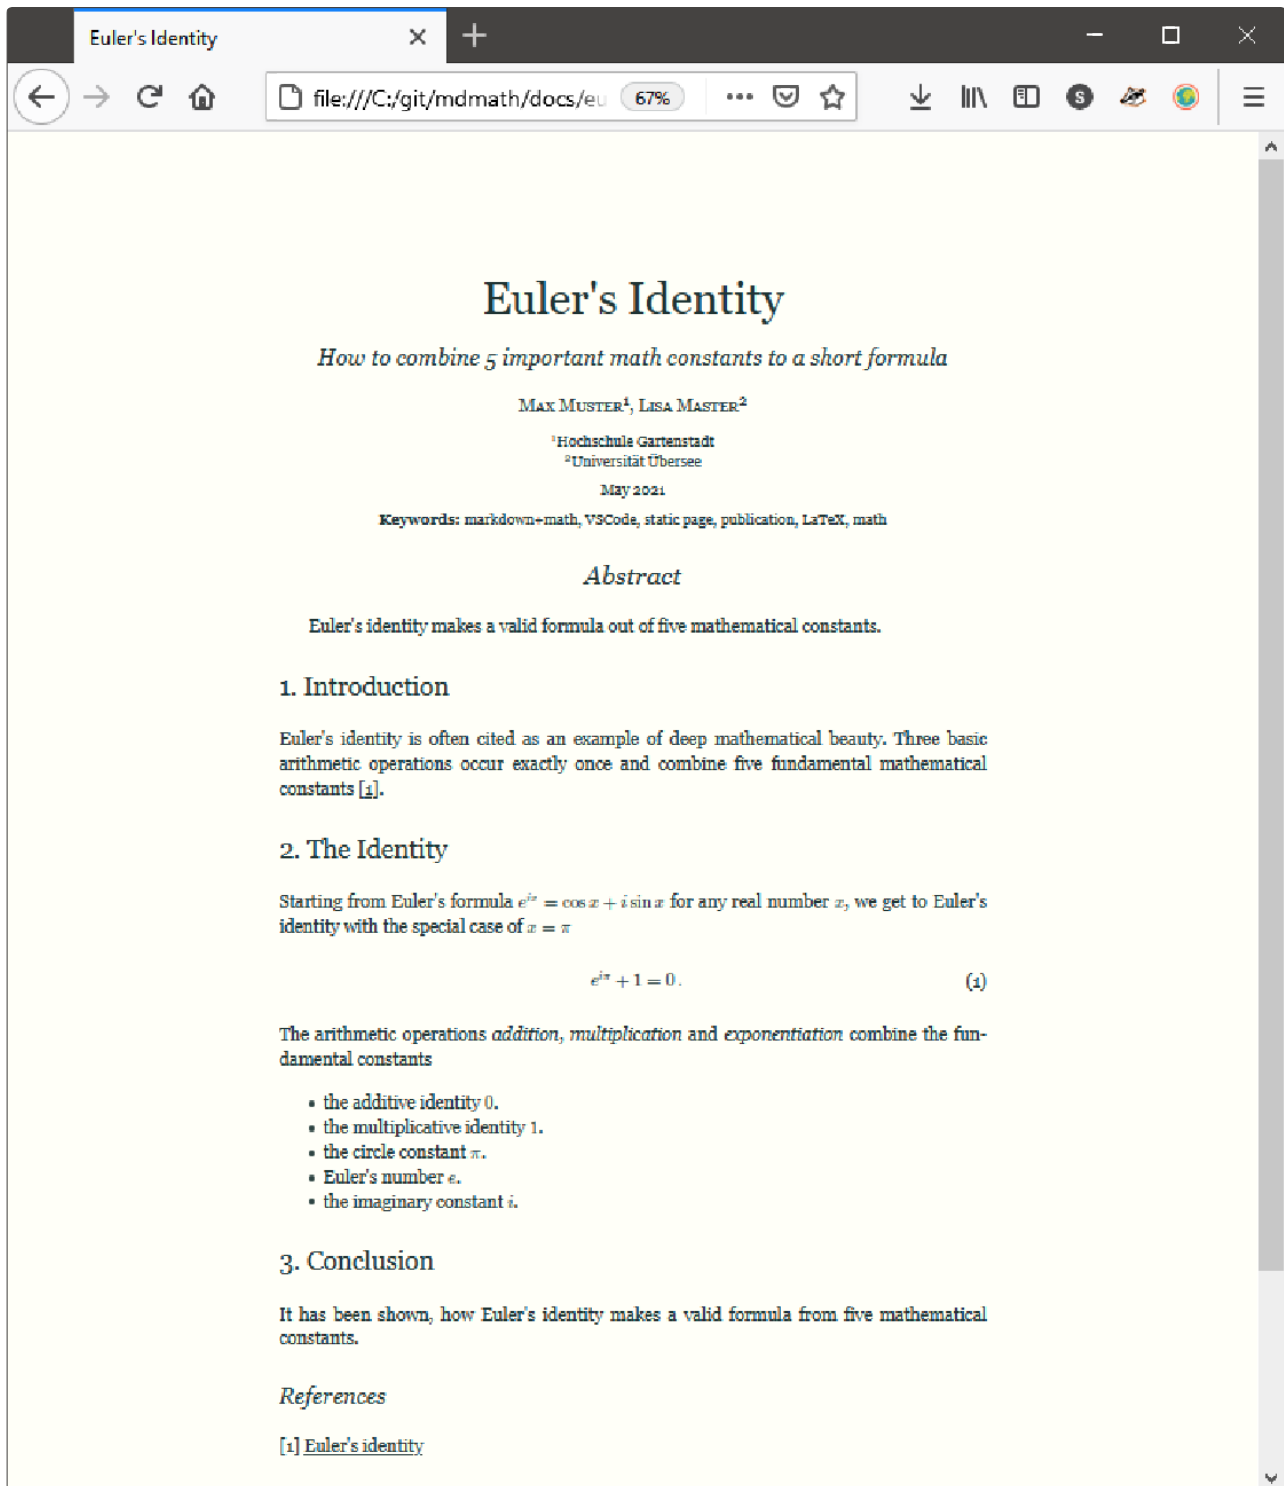 Euler's Identity
file:///C:/git/mdmath/docs/eu 67%
Euler's Identity
How to combine 5 important math constants to a short formula
Max Muster¹, Lisa Master²
¹Hochschule Gartenstadt
²Universität Übersee
May 2021
Keywords: markdown+math, VSCode, static page, publication, LaTeX, math
Abstract
Euler's identity makes a valid formula out of five mathematical constants.
1. Introduction
Euler's identity is often cited as an example of deep mathematical beauty. Three basic
arithmetic operations occur exactly once and combine five fundamental mathematical
constants [1].
2. The Identity
Starting from Euler's formula e^{ix} = cos x + i sin x for any real number x, we get to Euler's
identity with the special case of x = π
e^{iπ} + 1 = 0. (1)
The arithmetic operations addition, multiplication and exponentiation combine the fun-
damental constants
• the additive identity 0.
• the multiplicative identity 1.
• the circle constant π.
• Euler's number e.
• the imaginary constant i.
3. Conclusion
It has been shown, how Euler's identity makes a valid formula from five mathematical
constants.
References
[1] Euler's identity